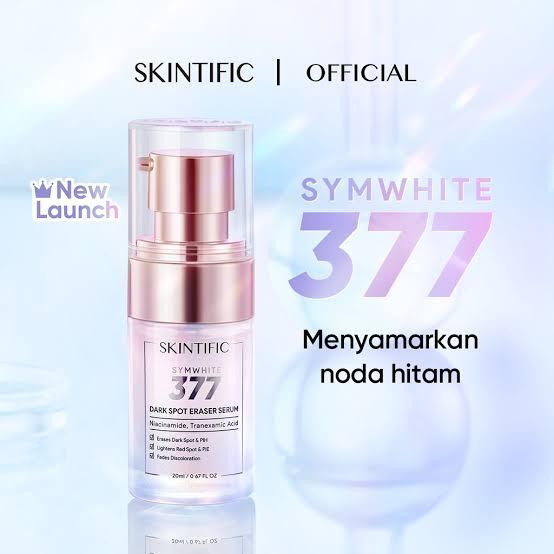 SKINTIFIC | OFFICIAL
New
Launch
SYMWHITE
377
Menyamarkan
noda hitam
SKINTIFIC
SYMWHITE
377
DARK SPOT ERASER SERUM
Niacinamide, Tranexamic Acid
Erases Dark Spot & PIH
Lightens Red Spot & PIE
Fades Discoloration
20ml / 0.67 FL OZ